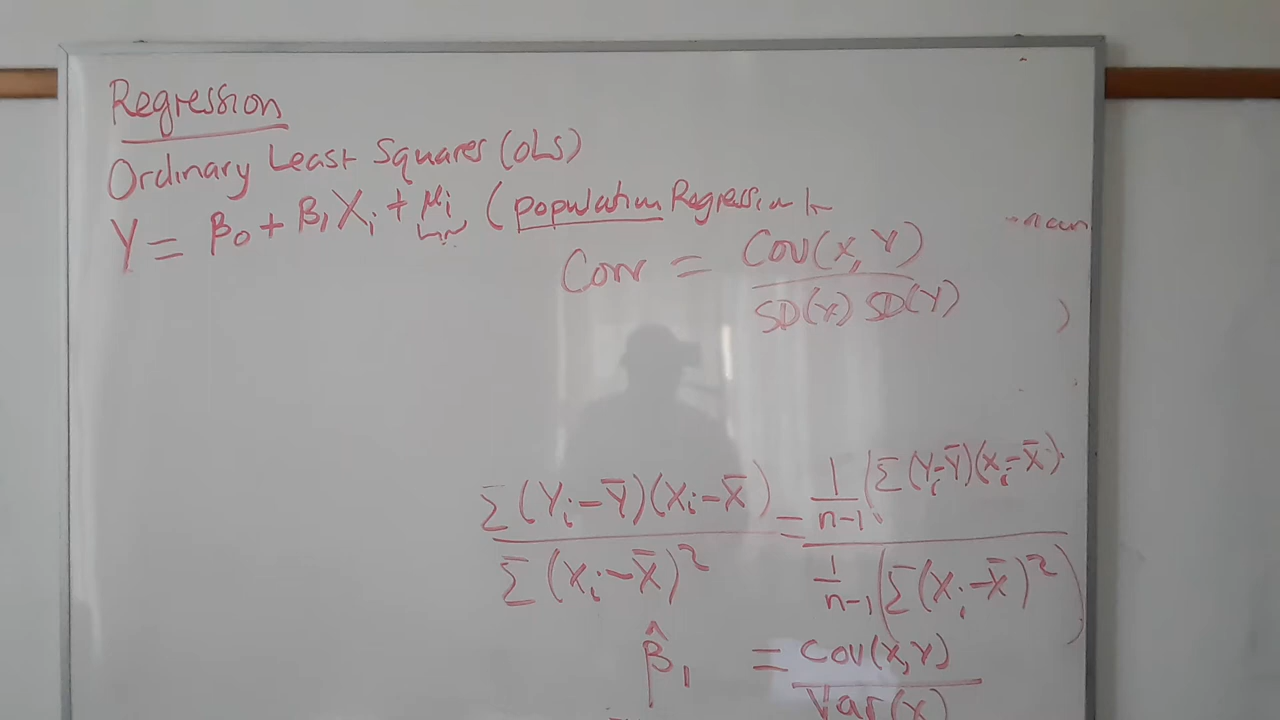 Regression
Ordinary Least Squares (OLS)
Y = β₀ + β₁Xᵢ + μᵢ (population Regression
Corr = Cov(X,Y) / SD(X) SD(Y)
Σ(Yᵢ-Ȳ)(Xᵢ-X̄) / Σ(Xᵢ-X̄)² = 1/n-1 (Σ(Yᵢ-Ȳ)(Xᵢ-X̄) / 1/n-1 (Σ(Xᵢ-X̄)²)
β̂₁ = Cov(X,Y) / Var(X)